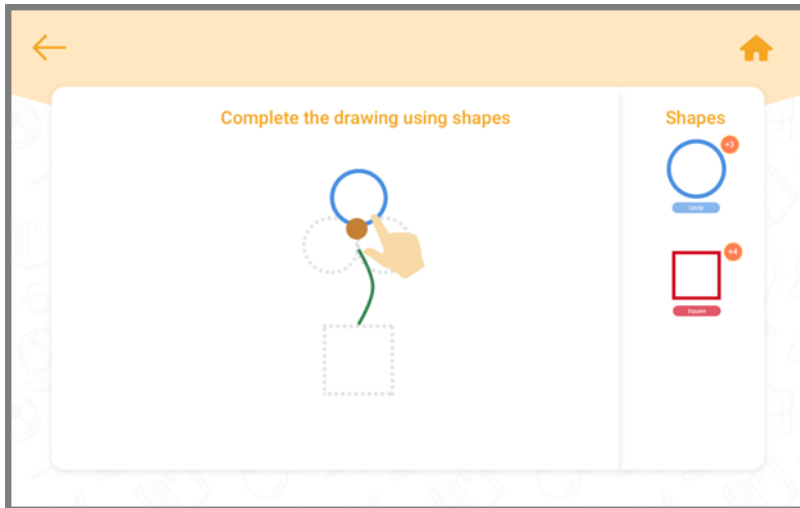 Complete the drawing using shapes
Shapes
+3
Circle
+4
Square